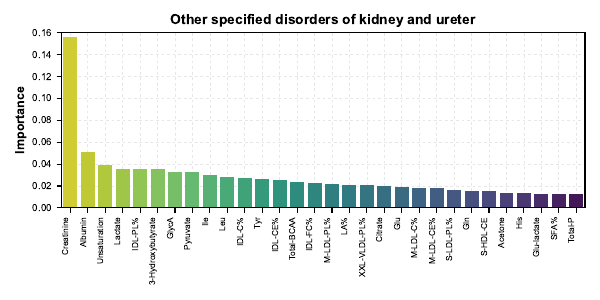 Other specified disorders of kidney and ureter
Importance
0.16
0.14
0.12
0.10
0.08
0.06
0.04
0.02
0.00
Creatinine
Albumin
Unsaturation
Lactate
IDL-PL%
3-Hydroxybutyrate
GlycA
Pyruvate
Ile
Leu
IDL-C%
Tyr
IDL-CE%
Total-BCAA
IDL-FC%
M-LDL-PL%
LA%
XXL-VLDL-PL%
Citrate
Glu
M-LDL-C%
M-LDL-CE%
S-LDL-PL%
Gln
S-HDL-CE
Acetone
His
Glu-lactate
SFA%
Total-P